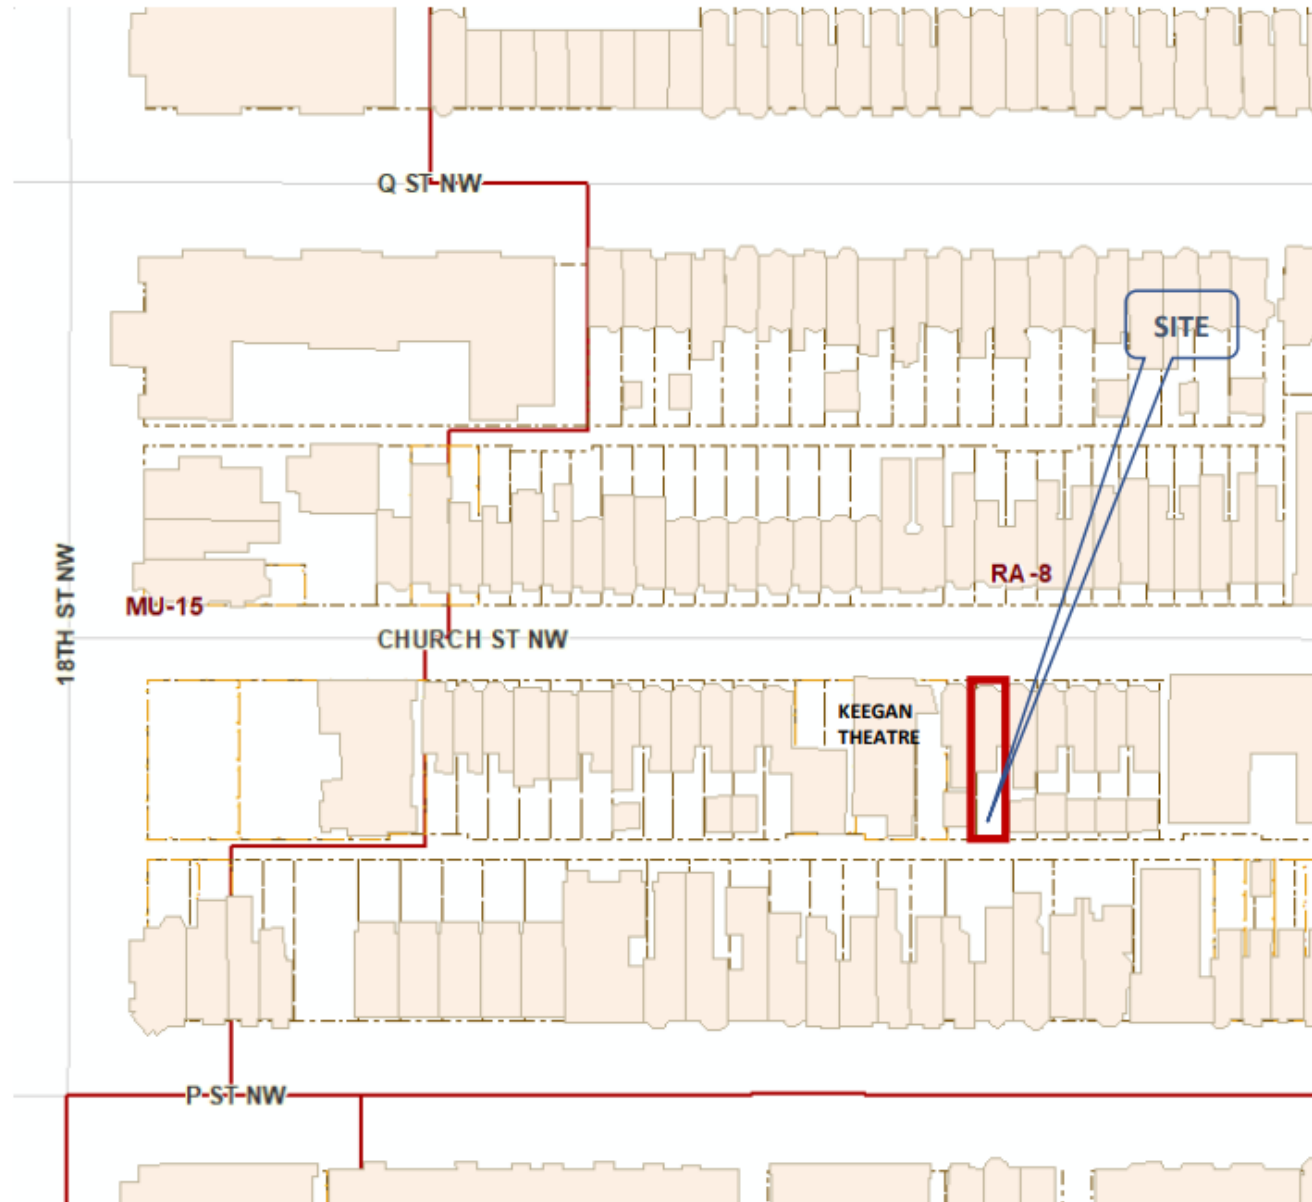 Q ST NW
SITE
RA -8
MU-15
18TH ST NW
CHURCH ST NW
KEEGAN
THEATRE
P ST NW